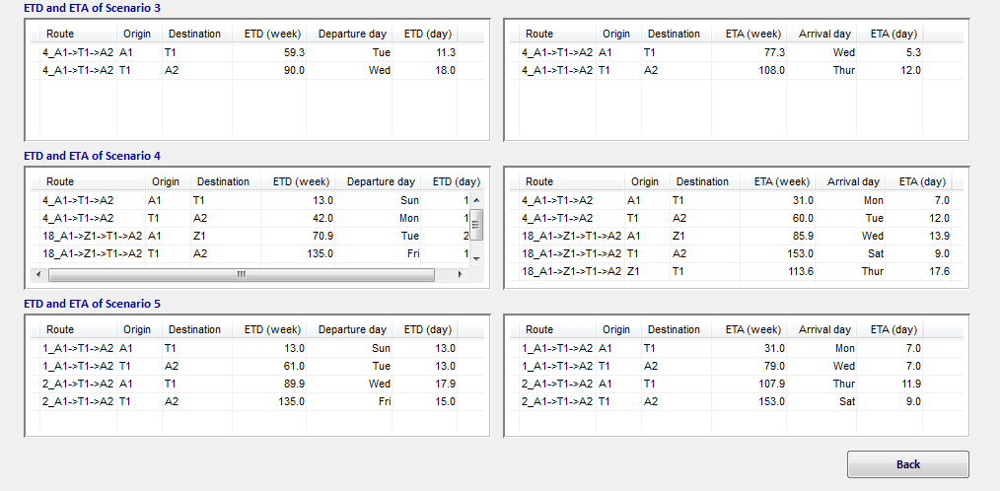 ETD and ETA of Scenario 3
Route Origin Destination ETD (week) Departure day ETD (day)
4_A1->T1->A2 A1 T1 59.3 Tue 11.3
4_A1->T1->A2 T1 A2 90.0 Wed 18.0
Route Origin Destination ETA (week) Arrival day ETA (day)
4_A1->T1->A2 A1 T1 77.3 Wed 5.3
4_A1->T1->A2 T1 A2 108.0 Thur 12.0
ETD and ETA of Scenario 4
Route Origin Destination ETD (week) Departure day ETD (day)
4_A1->T1->A2 A1 T1 13.0 Sun 1
4_A1->T1->A2 T1 A2 42.0 Mon 1
18_A1->Z1->T1->A2 A1 Z1 70.9 Tue 2
18_A1->Z1->T1->A2 T1 A2 135.0 Fri 1
Route Origin Destination ETA (week) Arrival day ETA (day)
4_A1->T1->A2 A1 T1 31.0 Mon 7.0
4_A1->T1->A2 T1 A2 60.0 Tue 12.0
18_A1->Z1->T1->A2 A1 Z1 85.9 Wed 13.9
18_A1->Z1->T1->A2 T1 A2 153.0 Sat 9.0
18_A1->Z1->T1->A2 Z1 T1 113.6 Thur 17.6
ETD and ETA of Scenario 5
Route Origin Destination ETD (week) Departure day ETD (day)
1_A1->T1->A2 A1 T1 13.0 Sun 13.0
1_A1->T1->A2 T1 A2 61.0 Tue 13.0
2_A1->T1->A2 A1 T1 89.9 Wed 17.9
2_A1->T1->A2 T1 A2 135.0 Fri 15.0
Route Origin Destination ETA (week) Arrival day ETA (day)
1_A1->T1->A2 A1 T1 31.0 Mon 7.0
1_A1->T1->A2 T1 A2 79.0 Wed 7.0
2_A1->T1->A2 A1 T1 107.9 Thur 11.9
2_A1->T1->A2 T1 A2 153.0 Sat 9.0
Back